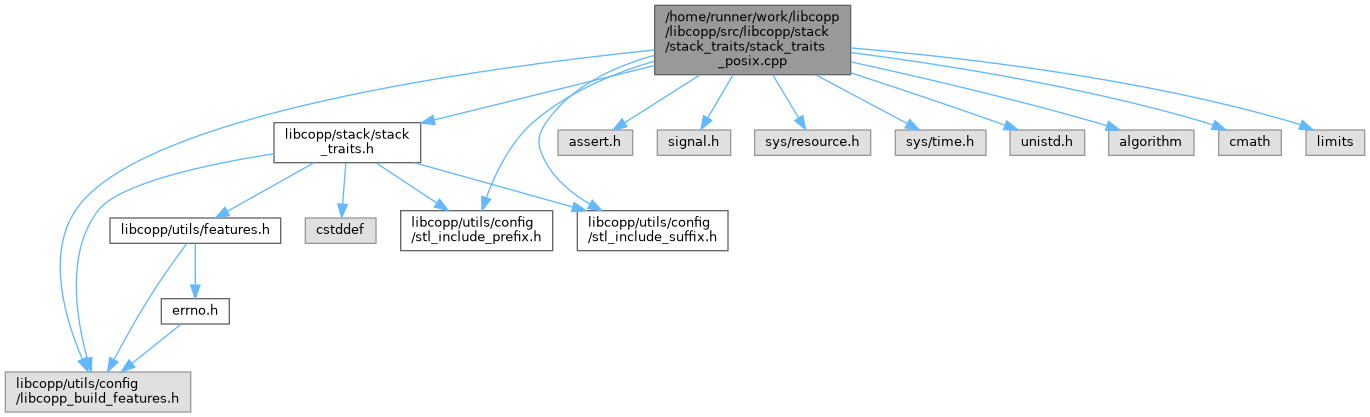 /home/runner/work/libcopp
/libcopp/src/libcopp/stack
/stack_traits/stack_traits
_posix.cpp
libcopp/stack/stack
_traits.h
assert.h
signal.h
sys/resource.h
sys/time.h
unistd.h
algorithm
cmath
limits
libcopp/utils/features.h
cstddef
libcopp/utils/config
/stl_include_prefix.h
libcopp/utils/config
/stl_include_suffix.h
errno.h
libcopp/utils/config
/libcopp_build_features.h